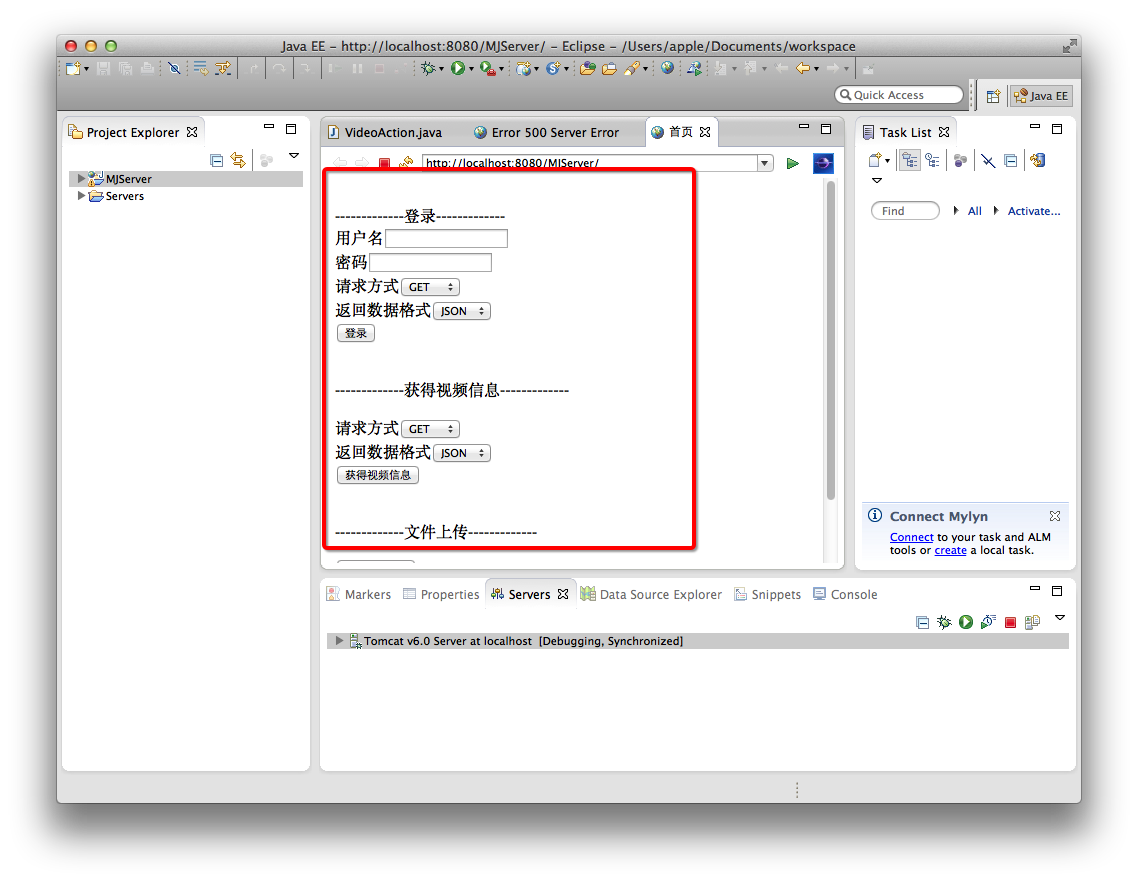 Java EE – http://localhost:8080/MJServer/ – Eclipse – /Users/apple/Documents/workspace
Quick Access
Java EE
Project Explorer
MJServer
Servers
VideoAction.java
Error 500 Server Error
首页
http://localhost:8080/MJServer/
-------------登录-------------
用户名
密码
请求方式 GET
返回数据格式 JSON
登录
-------------获得视频信息-------------
请求方式 GET
返回数据格式 JSON
获得视频信息
-------------文件上传-------------
Task List
Find
All
Activate...
Connect Mylyn
Connect to your task and ALM
tools or create a local task.
Markers
Properties
Servers
Data Source Explorer
Snippets
Console
Tomcat v6.0 Server at localhost [Debugging, Synchronized]